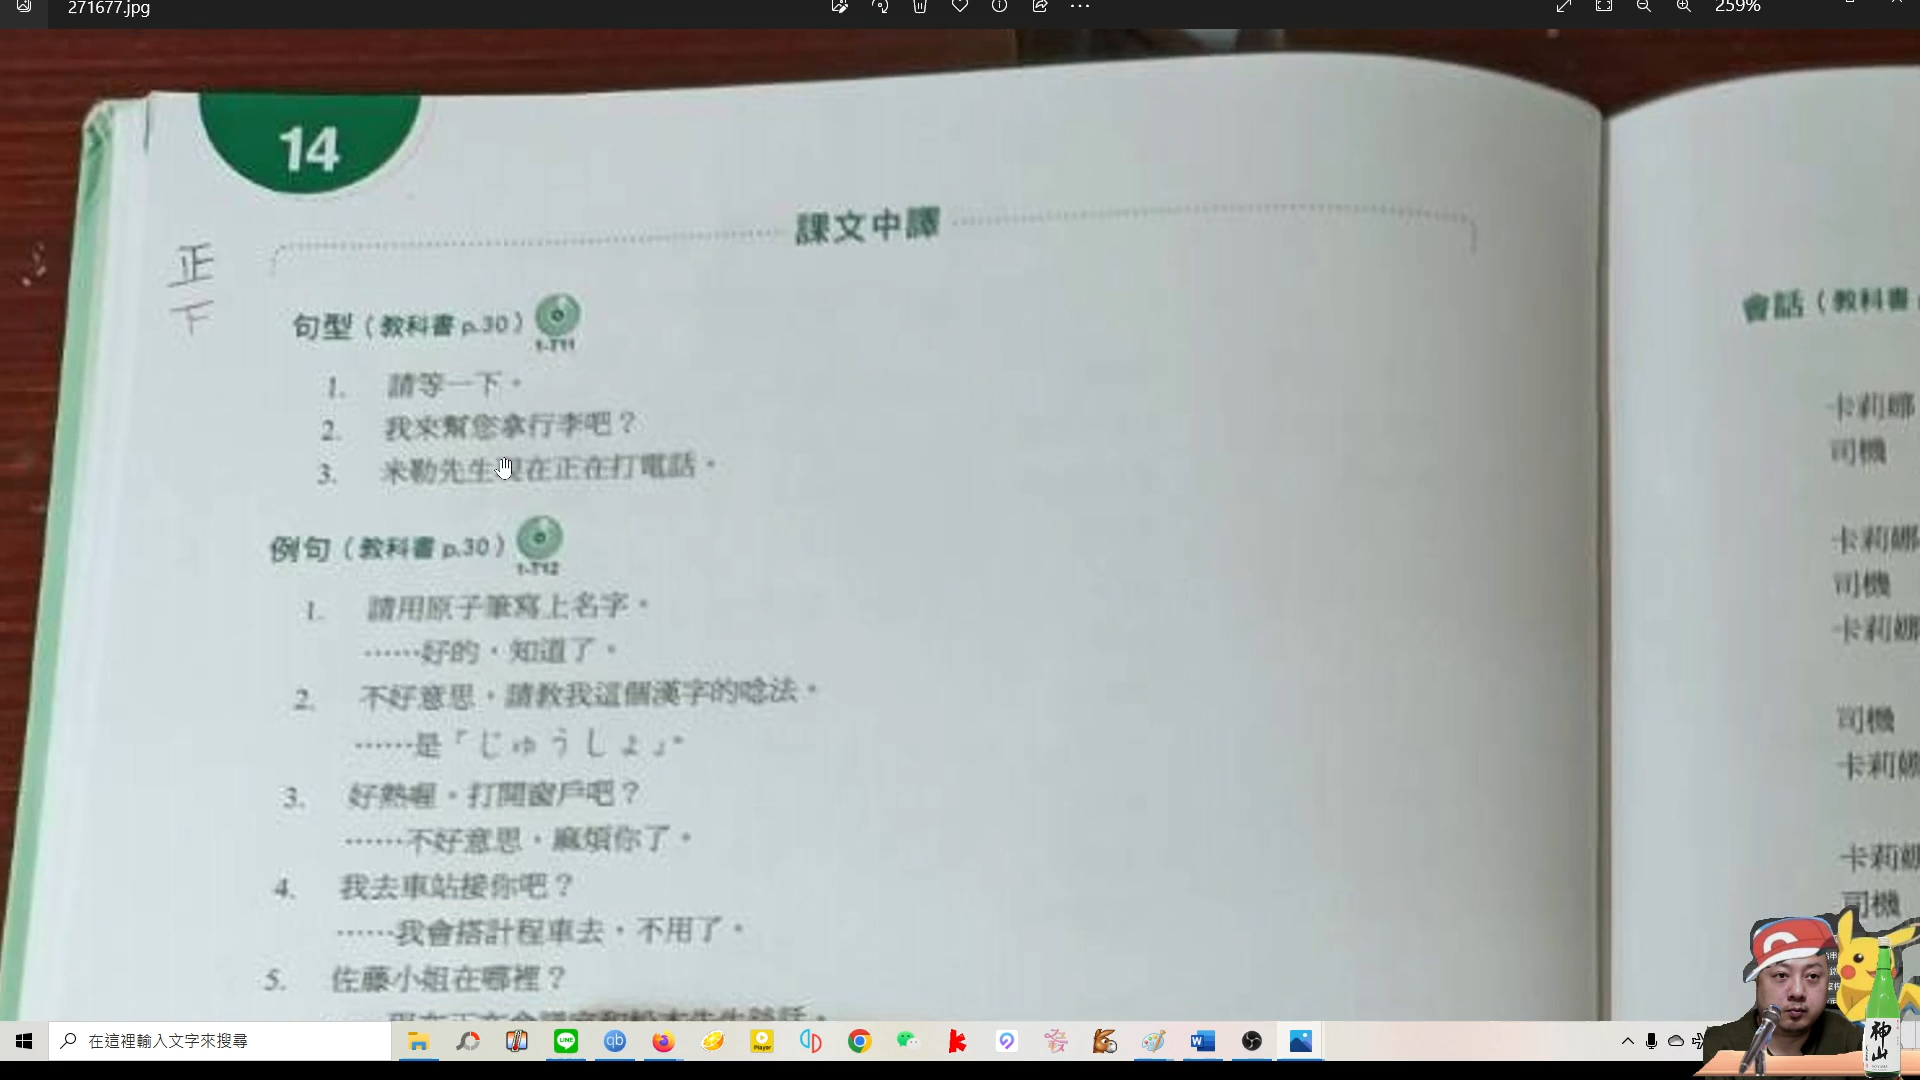 271677.jpg
259%
14
課文中譯
正
下
句型（教科書 p.30）
1-T11
1. 請等一下。
2. 我來幫您拿行李吧？
3. 米勒先生現在正在打電話。
例句（教科書 p.30）
1-T12
1. 請用原子筆寫上名字。
……好的，知道了。
2. 不好意思，請教我這個漢字的唸法。
……是「じゅうしょ」。
3. 好熱喔。打開窗戶吧？
……不好意思，麻煩你了。
4. 我去車站接你吧？
……我會搭計程車去，不用了。
5. 佐藤小姐在哪裡？
會話（教科書
卡莉娜
司機
卡莉娜
司機
卡莉娜
司機
卡莉娜
卡莉娜
司機
在這裡輸入文字來搜尋
神山